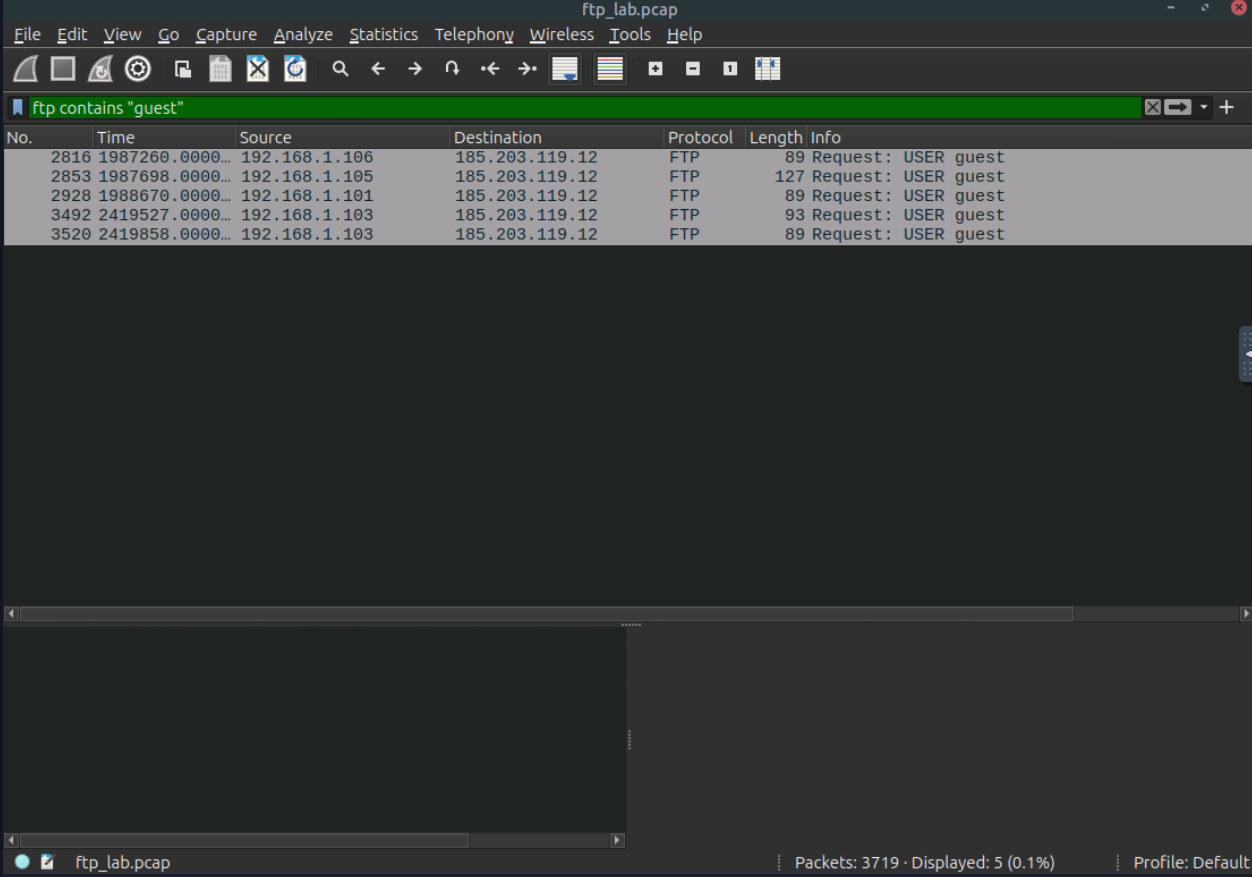 ftp_lab.pcap
File Edit View Go Capture Analyze Statistics Telephony Wireless Tools Help
ftp contains "guest"
No. Time Source Destination Protocol Length Info
2816 1987260.0000… 192.168.1.106 185.203.119.12 FTP 89 Request: USER guest
2853 1987698.0000… 192.168.1.105 185.203.119.12 FTP 127 Request: USER guest
2928 1988670.0000… 192.168.1.101 185.203.119.12 FTP 89 Request: USER guest
3492 2419527.0000… 192.168.1.103 185.203.119.12 FTP 93 Request: USER guest
3520 2419858.0000… 192.168.1.103 185.203.119.12 FTP 89 Request: USER guest
ftp_lab.pcap Packets: 3719 · Displayed: 5 (0.1%) Profile: Default